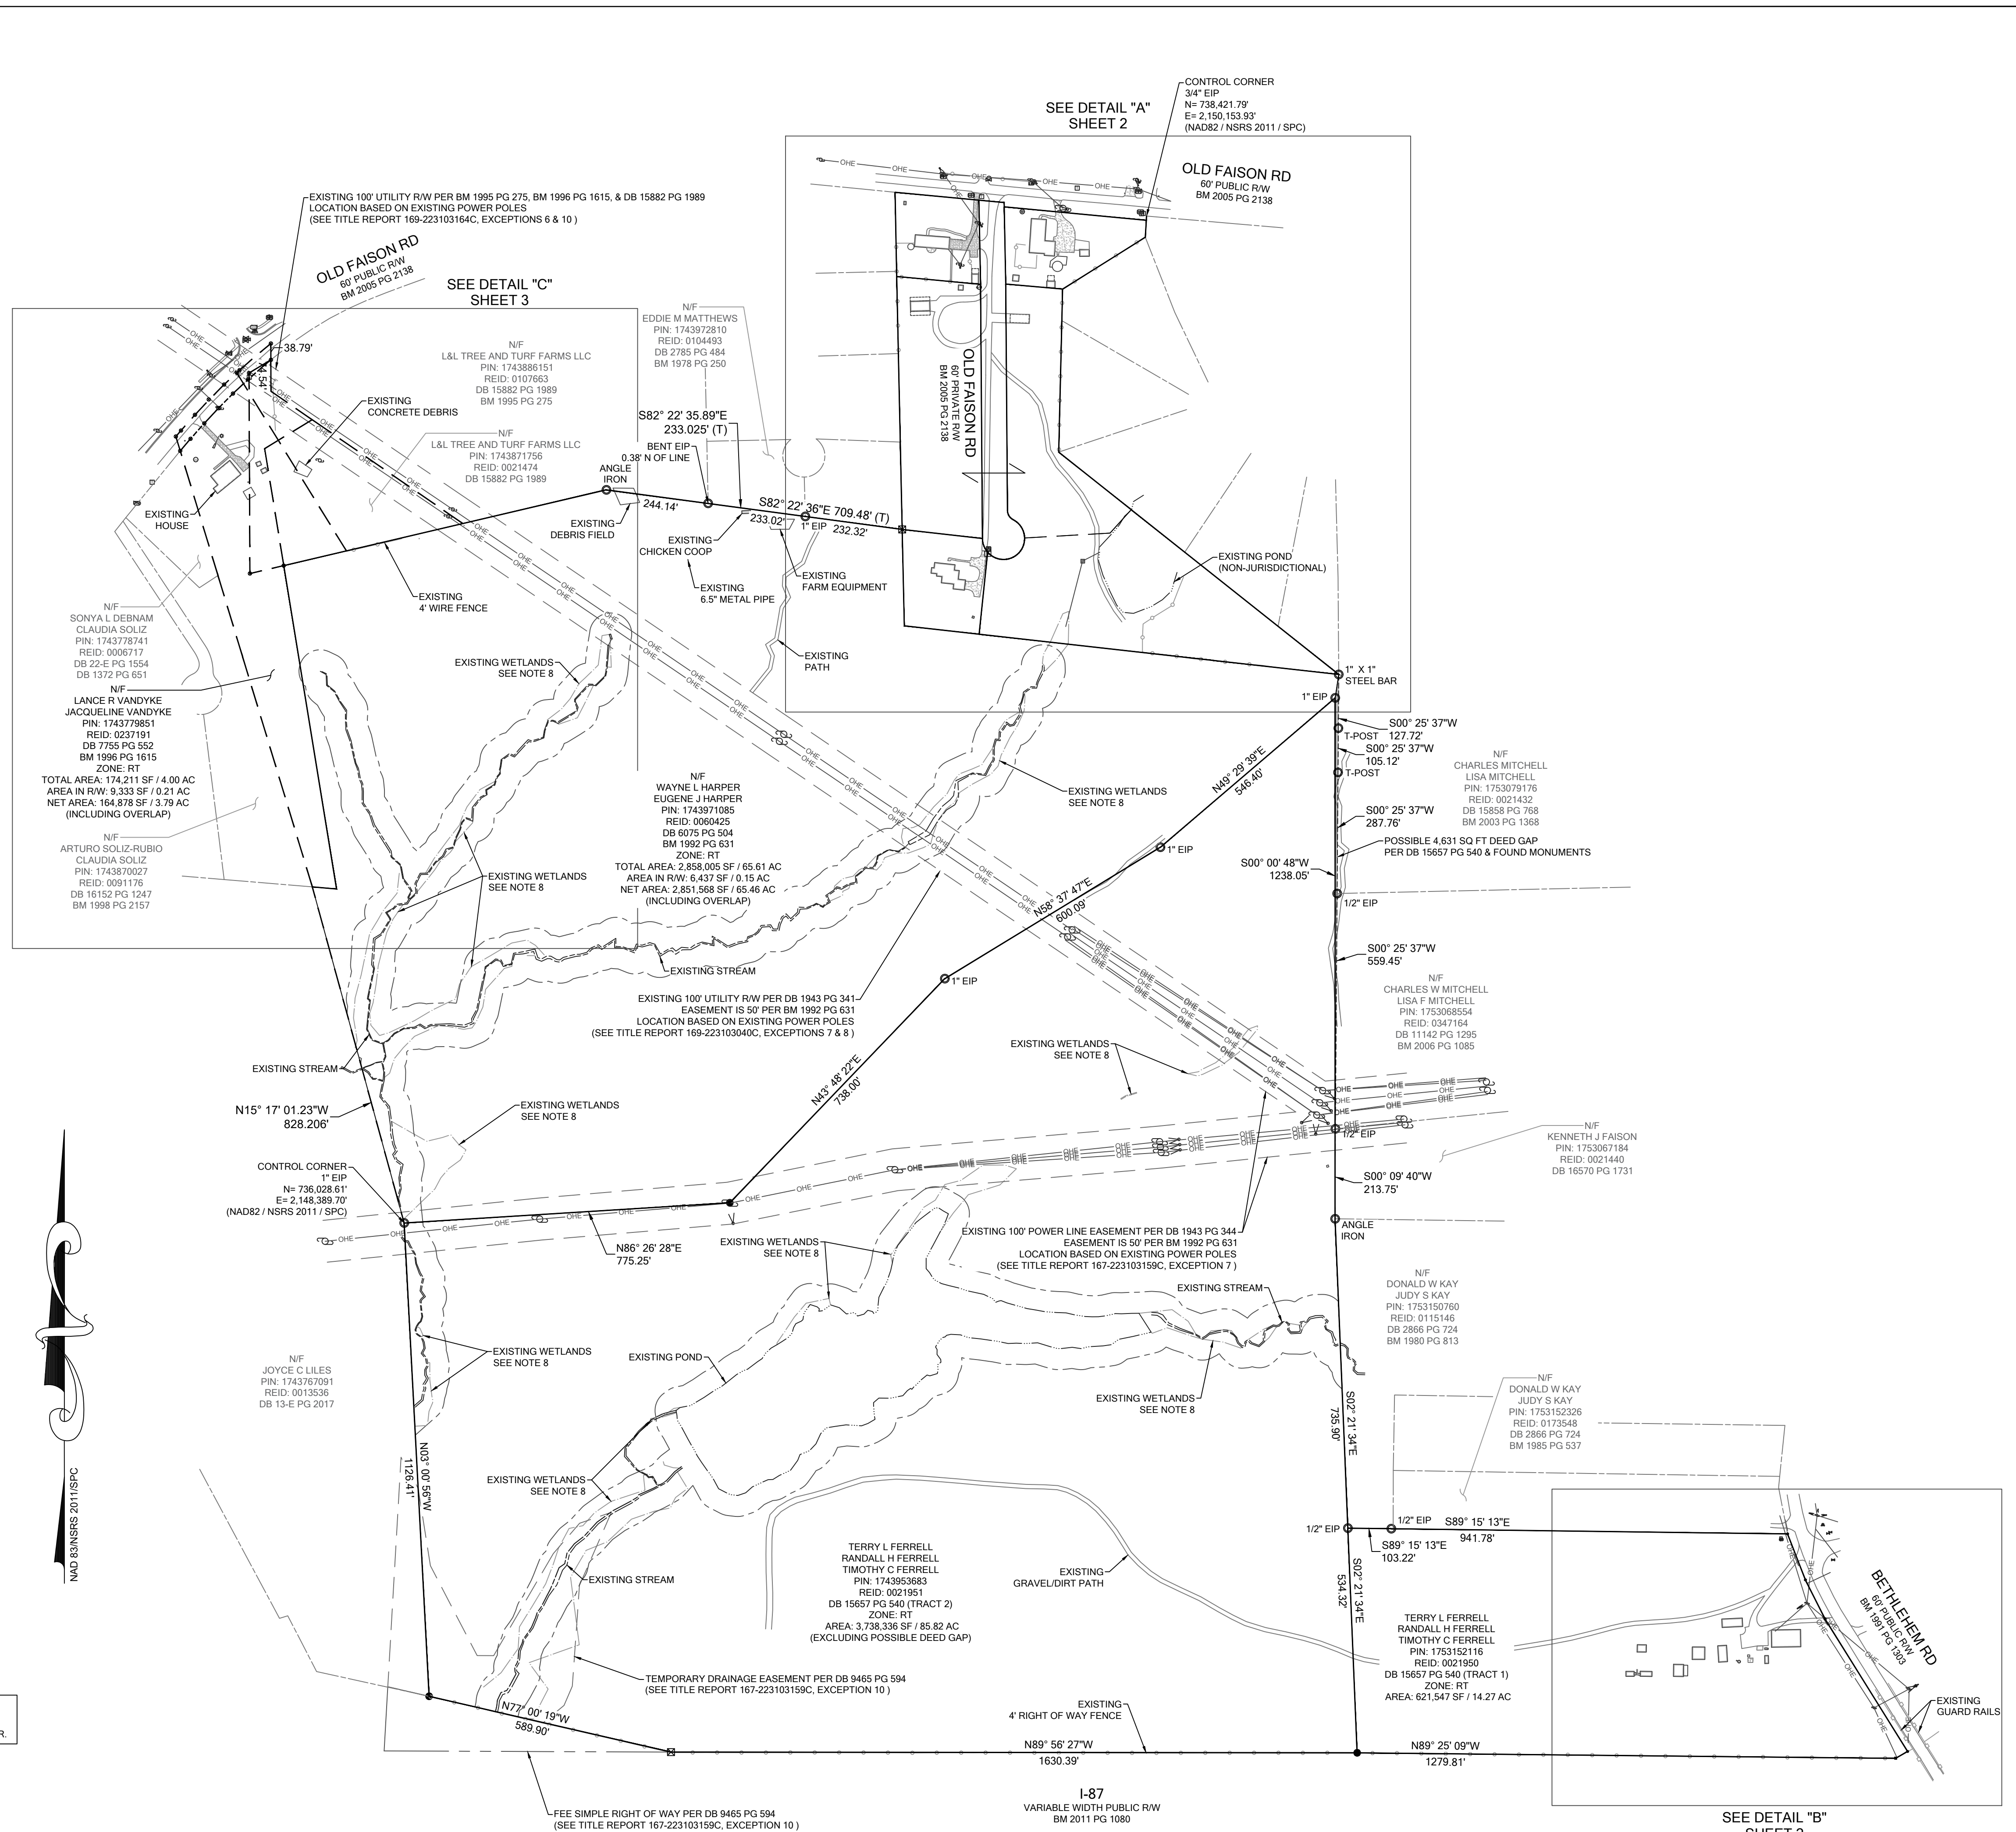 CONTROL CORNER
3/4" EIP
N= 738,421.79'
E= 2,150,153.93'
(NAD82 / NSRS 2011 / SPC)
SEE DETAIL "A"
SHEET 2
OLD FAISON RD
60' PUBLIC R/W
BM 2005 PG 2138
EXISTING 100' UTILITY R/W PER BM 1995 PG 275, BM 1996 PG 1615, & DB 15882 PG 1989
LOCATION BASED ON EXISTING POWER POLES
(SEE TITLE REPORT 169-223103164C, EXCEPTIONS 6 & 10 )
OLD FAISON RD
60' PUBLIC R/W
BM 2005 PG 2138
SEE DETAIL "C"
SHEET 3
38.79'
N/F
L&L TREE AND TURF FARMS LLC
PIN: 1743886151
REID: 0107663
DB 15882 PG 1989
BM 1995 PG 275
N/F
EDDIE M MATTHEWS
PIN: 1743972810
REID: 0104493
DB 2785 PG 484
BM 1978 PG 250
OLD FAISON RD
60' PRIVATE R/W
BM 2005 PG 2138
EXISTING
CONCRETE DEBRIS
N/F
L&L TREE AND TURF FARMS LLC
PIN: 1743871756
REID: 0021474
DB 15882 PG 1989
S82° 22' 35.89"E
233.025' (T)
BENT EIP
0.38' N OF LINE
ANGLE
IRON
244.14'
S82° 22' 36"E 709.48' (T)
233.02'
1" EIP
232.32'
EXISTING
HOUSE
EXISTING
DEBRIS FIELD
EXISTING
CHICKEN COOP
EXISTING
FARM EQUIPMENT
EXISTING
6.5" METAL PIPE
EXISTING
4' WIRE FENCE
EXISTING POND
(NON-JURISDICTIONAL)
N/F
SONYA L DEBNAM
CLAUDIA SOLIZ
PIN: 1743778741
REID: 0006717
DB 22-E PG 1554
DB 1372 PG 651
N/F
LANCE R VANDYKE
JACQUELINE VANDYKE
PIN: 1743779851
REID: 0237191
DB 7755 PG 552
BM 1996 PG 1615
ZONE: RT
TOTAL AREA: 174,211 SF / 4.00 AC
AREA IN R/W: 9,333 SF / 0.21 AC
NET AREA: 164,878 SF / 3.79 AC
(INCLUDING OVERLAP)
N/F
ARTURO SOLIZ-RUBIO
CLAUDIA SOLIZ
PIN: 1743870027
REID: 0091176
DB 16152 PG 1247
BM 1998 PG 2157
EXISTING WETLANDS
SEE NOTE 8
EXISTING
PATH
1" X 1"
STEEL BAR
1" EIP
S00° 25' 37"W
127.72'
T-POST
S00° 25' 37"W
105.12'
T-POST
N/F
CHARLES MITCHELL
LISA MITCHELL
PIN: 1753079176
REID: 0021432
DB 15858 PG 768
BM 2003 PG 1368
S00° 25' 37"W
287.76'
POSSIBLE 4,631 SQ FT DEED GAP
PER DB 15657 PG 540 & FOUND MONUMENTS
S00° 00' 48"W
1238.05'
1/2" EIP
N49° 29' 39"E
546.40'
EXISTING WETLANDS
SEE NOTE 8
1" EIP
N/F
WAYNE L HARPER
EUGENE J HARPER
PIN: 1743971085
REID: 0060425
DB 6075 PG 504
BM 1992 PG 631
ZONE: RT
TOTAL AREA: 2,858,005 SF / 65.61 AC
AREA IN R/W: 6,437 SF / 0.15 AC
NET AREA: 2,851,568 SF / 65.46 AC
(INCLUDING OVERLAP)
EXISTING WETLANDS
SEE NOTE 8
N58° 37' 47"E
600.09'
S00° 25' 37"W
559.45'
EXISTING STREAM
1" EIP
N/F
CHARLES W MITCHELL
LISA F MITCHELL
PIN: 1753068554
REID: 0347164
DB 11142 PG 1295
BM 2006 PG 1085
EXISTING 100' UTILITY R/W PER DB 1943 PG 341
EASEMENT IS 50' PER BM 1992 PG 631
LOCATION BASED ON EXISTING POWER POLES
(SEE TITLE REPORT 169-223103040C, EXCEPTIONS 7 & 8 )
EXISTING WETLANDS
SEE NOTE 8
EXISTING STREAM
N43° 48' 22"E
738.00'
N15° 17' 01.23"W
828.206'
EXISTING WETLANDS
SEE NOTE 8
1/2" EIP
N/F
KENNETH J FAISON
PIN: 1753067184
REID: 0021440
DB 16570 PG 1731
CONTROL CORNER
1" EIP
N= 736,028.61'
E= 2,148,389.70'
(NAD82 / NSRS 2011 / SPC)
S00° 09' 40"W
213.75'
ANGLE
IRON
N86° 26' 28"E
775.25'
EXISTING WETLANDS
SEE NOTE 8
EXISTING 100' POWER LINE EASEMENT PER DB 1943 PG 344
EASEMENT IS 50' PER BM 1992 PG 631
LOCATION BASED ON EXISTING POWER POLES
(SEE TITLE REPORT 167-223103159C, EXCEPTION 7 )
EXISTING STREAM
N/F
DONALD W KAY
JUDY S KAY
PIN: 1753150760
REID: 0115146
DB 2866 PG 724
BM 1980 PG 813
N/F
JOYCE C LILES
PIN: 1743767091
REID: 0013536
DB 13-E PG 2017
EXISTING WETLANDS
SEE NOTE 8
EXISTING POND
EXISTING WETLANDS
SEE NOTE 8
N/F
DONALD W KAY
JUDY S KAY
PIN: 1753152326
REID: 0173548
DB 2866 PG 724
BM 1985 PG 537
S02° 21' 34"E
735.90'
N03° 00' 56"W
1126.41'
NAD 83/NSRS 2011/SPC
EXISTING WETLANDS
SEE NOTE 8
1/2" EIP
1/2" EIP
S89° 15' 13"E
941.78'
S89° 15' 13"E
103.22'
TERRY L FERRELL
RANDALL H FERRELL
TIMOTHY C FERRELL
PIN: 1743953683
REID: 0021951
DB 15657 PG 540 (TRACT 2)
ZONE: RT
AREA: 3,738,336 SF / 85.82 AC
(EXCLUDING POSSIBLE DEED GAP)
EXISTING
GRAVEL/DIRT PATH
S02° 21' 34"E
534.32'
EXISTING STREAM
TERRY L FERRELL
RANDALL H FERRELL
TIMOTHY C FERRELL
PIN: 1753152116
REID: 0021950
DB 15657 PG 540 (TRACT 1)
ZONE: RT
AREA: 621,547 SF / 14.27 AC
BETHLEHEM RD
60' PUBLIC R/W
BM 1991 PG 1303
TEMPORARY DRAINAGE EASEMENT PER DB 9465 PG 594
(SEE TITLE REPORT 167-223103159C, EXCEPTION 10 )
EXISTING
4' RIGHT OF WAY FENCE
EXISTING
GUARD RAILS
N77° 00' 19"W
589.90'
R.
N89° 56' 27"W
1630.39'
N89° 25' 09"W
1279.81'
I-87
VARIABLE WIDTH PUBLIC R/W
BM 2011 PG 1080
FEE SIMPLE RIGHT OF WAY PER DB 9465 PG 594
(SEE TITLE REPORT 167-223103159C, EXCEPTION 10 )
SEE DETAIL "B"